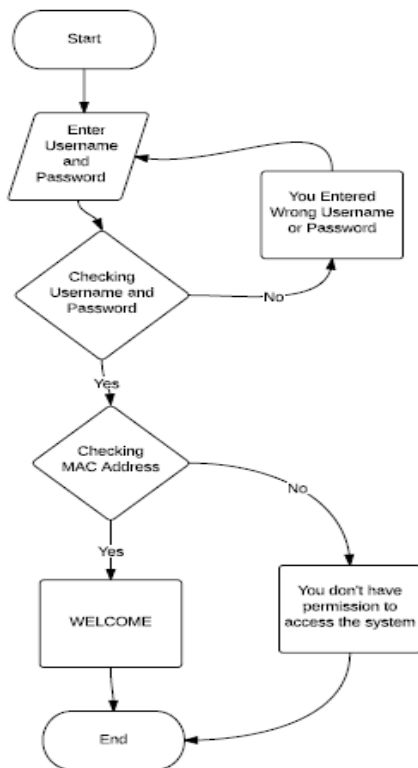 Start
Enter
Username
and
Password
You Entered
Wrong Username
or Password
Checking
Username and
Password
No
Yes
Checking
MAC Address
No
Yes
WELCOME
You don't have
permission to
access the system
End